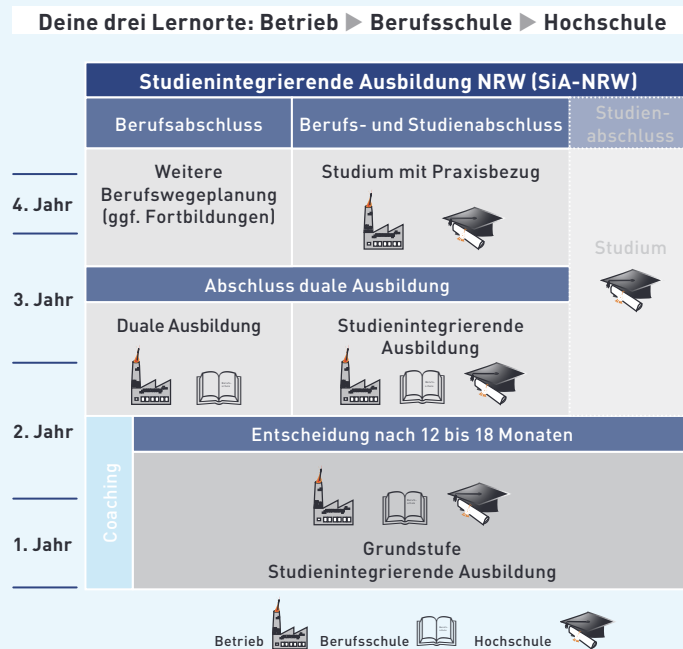 Deine drei Lernorte: Betrieb ▶ Berufsschule ▶ Hochschule
Studienintegrierende Ausbildung NRW (SiA-NRW)
Berufsabschluss
Berufs- und Studienabschluss
Studien-
abschluss
4. Jahr
Weitere
Berufswegeplanung
(ggf. Fortbildungen)
Studium mit Praxisbezug
Studium
3. Jahr
Abschluss duale Ausbildung
Duale Ausbildung
Studienintegrierende
Ausbildung
2. Jahr
Coaching
Entscheidung nach 12 bis 18 Monaten
1. Jahr
Grundstufe
Studienintegrierende Ausbildung
Betrieb
Berufsschule
Hochschule